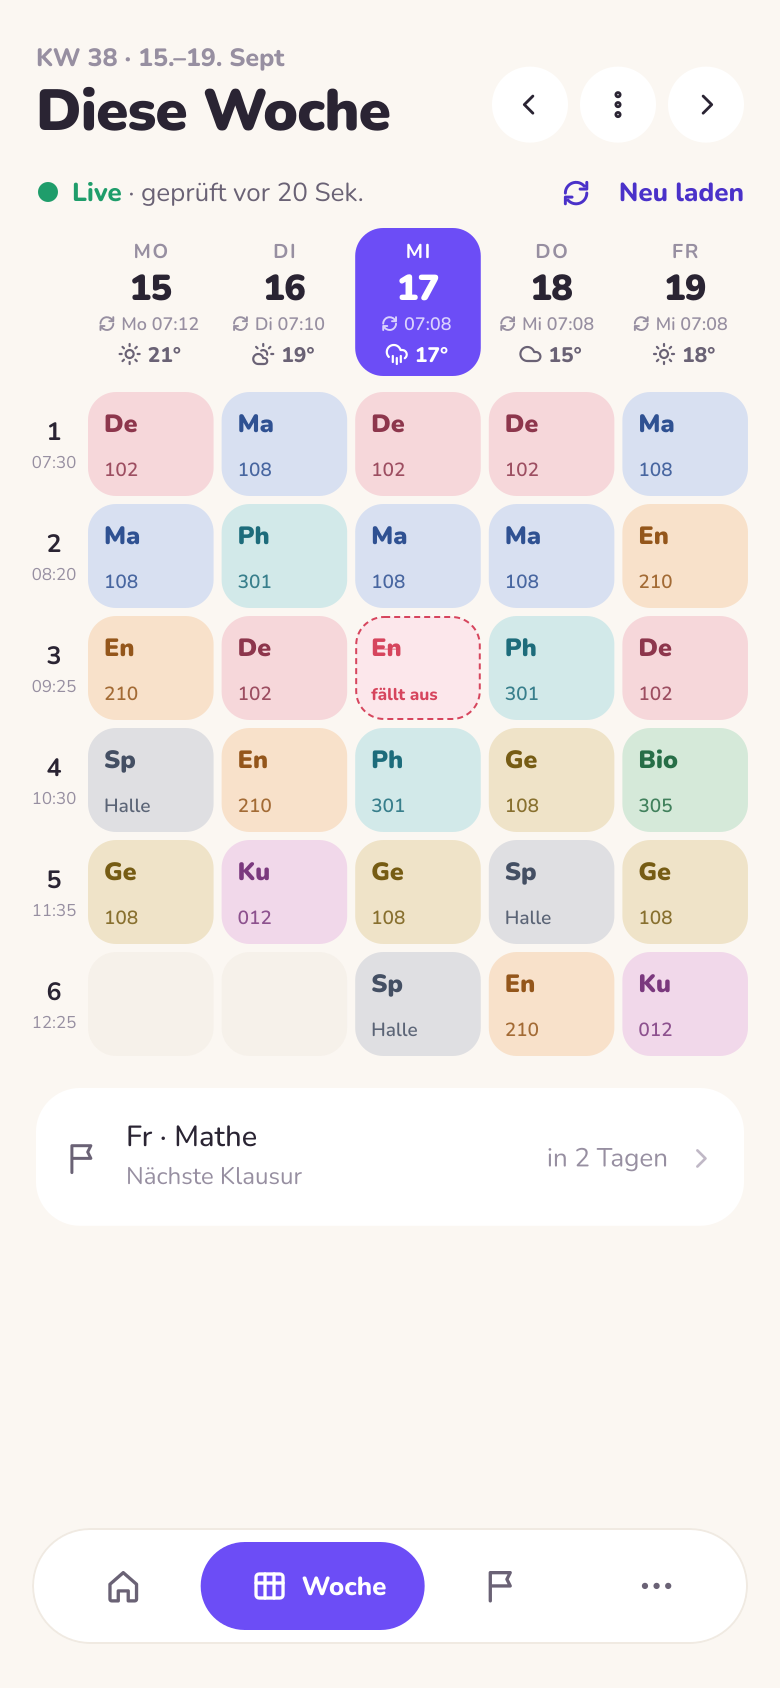 KW 38 · 15.–19. Sept
Diese Woche
Live · geprüft vor 20 Sek.
Neu laden
MO DI MI DO FR
15 16 17 18 19
Mo 07:12 Di 07:10 07:08 Mi 07:08 Mi 07:08
21° 19° 17° 15° 18°
1 De Ma De De Ma
07:30 102 108 102 102 108
2 Ma Ph Ma Ma En
08:20 108 301 108 108 210
3 En De En Ph De
09:25 210 102 fällt aus 301 102
4 Sp En Ph Ge Bio
10:30 Halle 210 301 108 305
5 Ge Ku Ge Sp Ge
11:35 108 012 108 Halle 108
6 Sp En Ku
12:25 Halle 210 012
Fr · Mathe
Nächste Klausur
in 2 Tagen
Woche